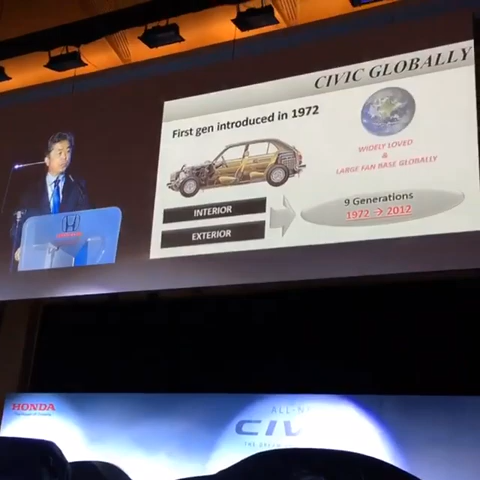 CIVIC GLOBALLY
First gen introduced in 1972
WIDELY LOVED
&
LARGE FAN BASE GLOBALLY
INTERIOR
EXTERIOR
9 Generations
1972 → 2012
HONDA
ALL-N
CIV